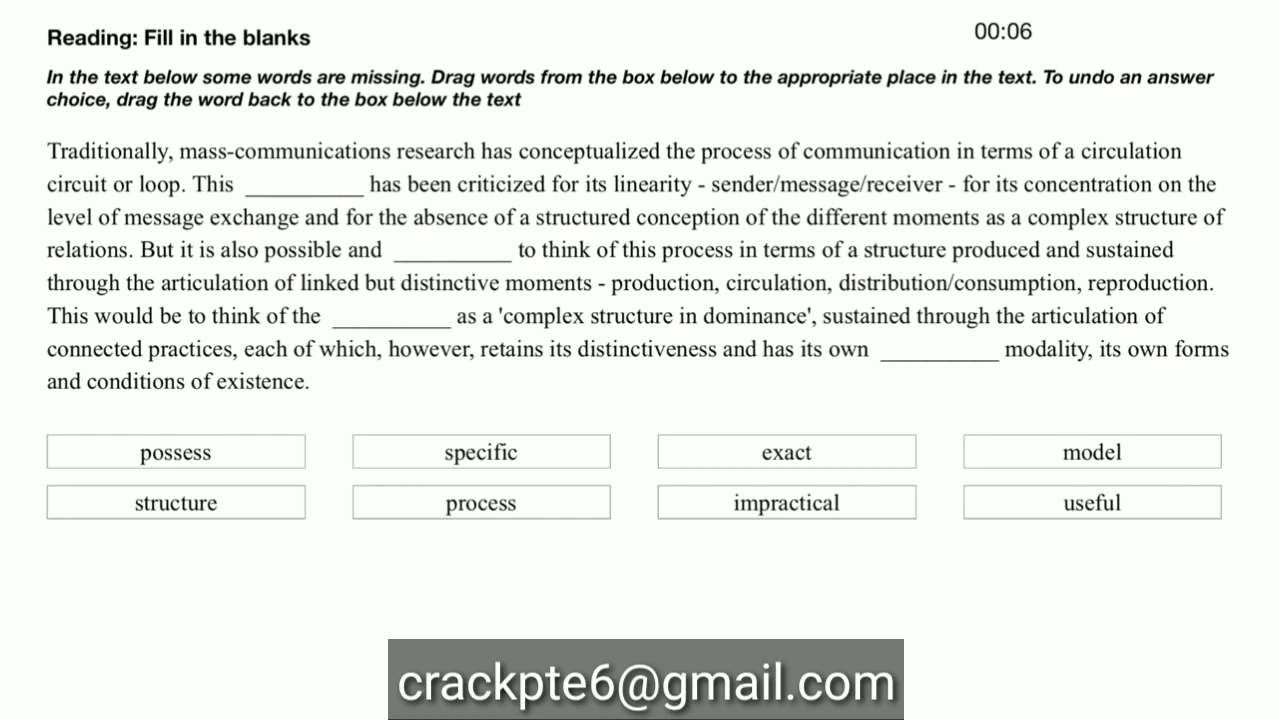 Reading: Fill in the blanks
00:06
In the text below some words are missing. Drag words from the box below to the appropriate place in the text. To undo an answer
choice, drag the word back to the box below the text
Traditionally, mass-communications research has conceptualized the process of communication in terms of a circulation
circuit or loop. This __________ has been criticized for its linearity - sender/message/receiver - for its concentration on the
level of message exchange and for the absence of a structured conception of the different moments as a complex structure of
relations. But it is also possible and __________ to think of this process in terms of a structure produced and sustained
through the articulation of linked but distinctive moments - production, circulation, distribution/consumption, reproduction.
This would be to think of the __________ as a 'complex structure in dominance', sustained through the articulation of
connected practices, each of which, however, retains its distinctiveness and has its own __________ modality, its own forms
and conditions of existence.
possess specific exact model
structure process impractical useful
crackpte6@gmail.com